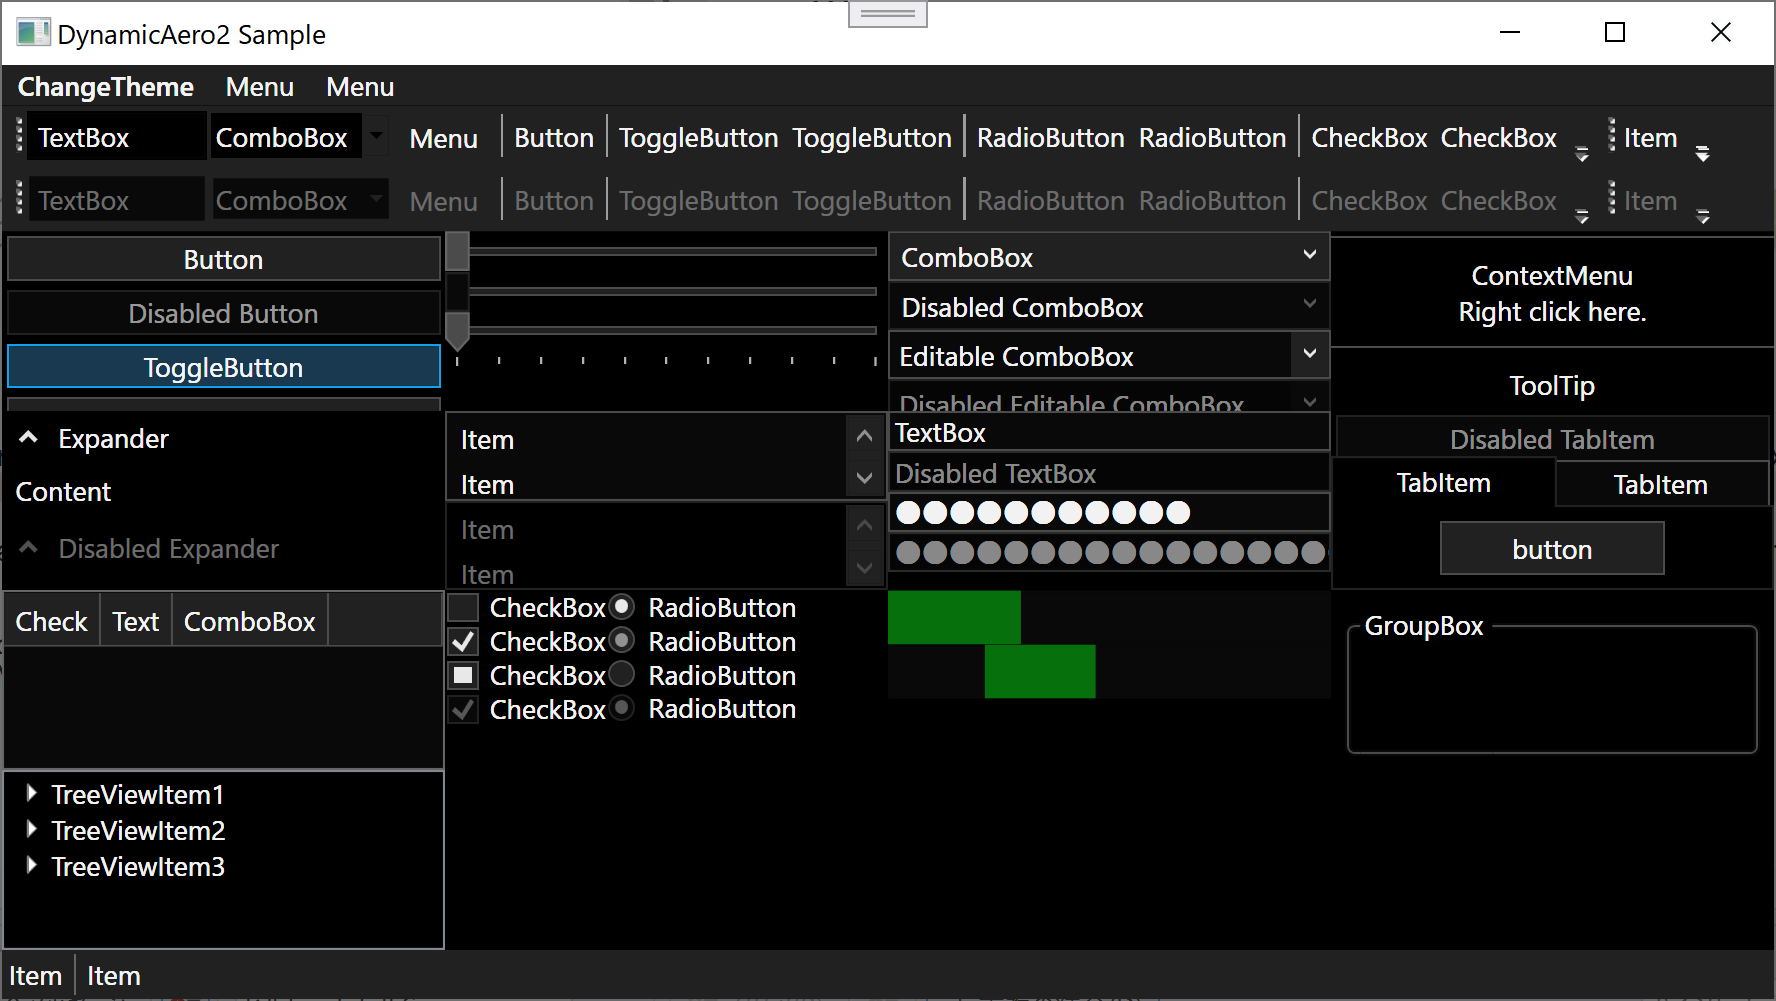 DynamicAero2 Sample
ChangeTheme Menu Menu
TextBox ComboBox Menu Button ToggleButton ToggleButton RadioButton RadioButton CheckBox CheckBox Item
TextBox ComboBox Menu Button ToggleButton ToggleButton RadioButton RadioButton CheckBox CheckBox Item
Button
Disabled Button
ToggleButton
ComboBox
Disabled ComboBox
Editable ComboBox
Disabled Editable ComboBox
ContextMenu
Right click here.
ToolTip
Expander
Content
Disabled Expander
Item
Item
Item
Item
TextBox
Disabled TextBox
Disabled TabItem
TabItem TabItem
button
Check Text ComboBox
CheckBox RadioButton
CheckBox RadioButton
CheckBox RadioButton
CheckBox RadioButton
GroupBox
TreeViewItem1
TreeViewItem2
TreeViewItem3
Item Item